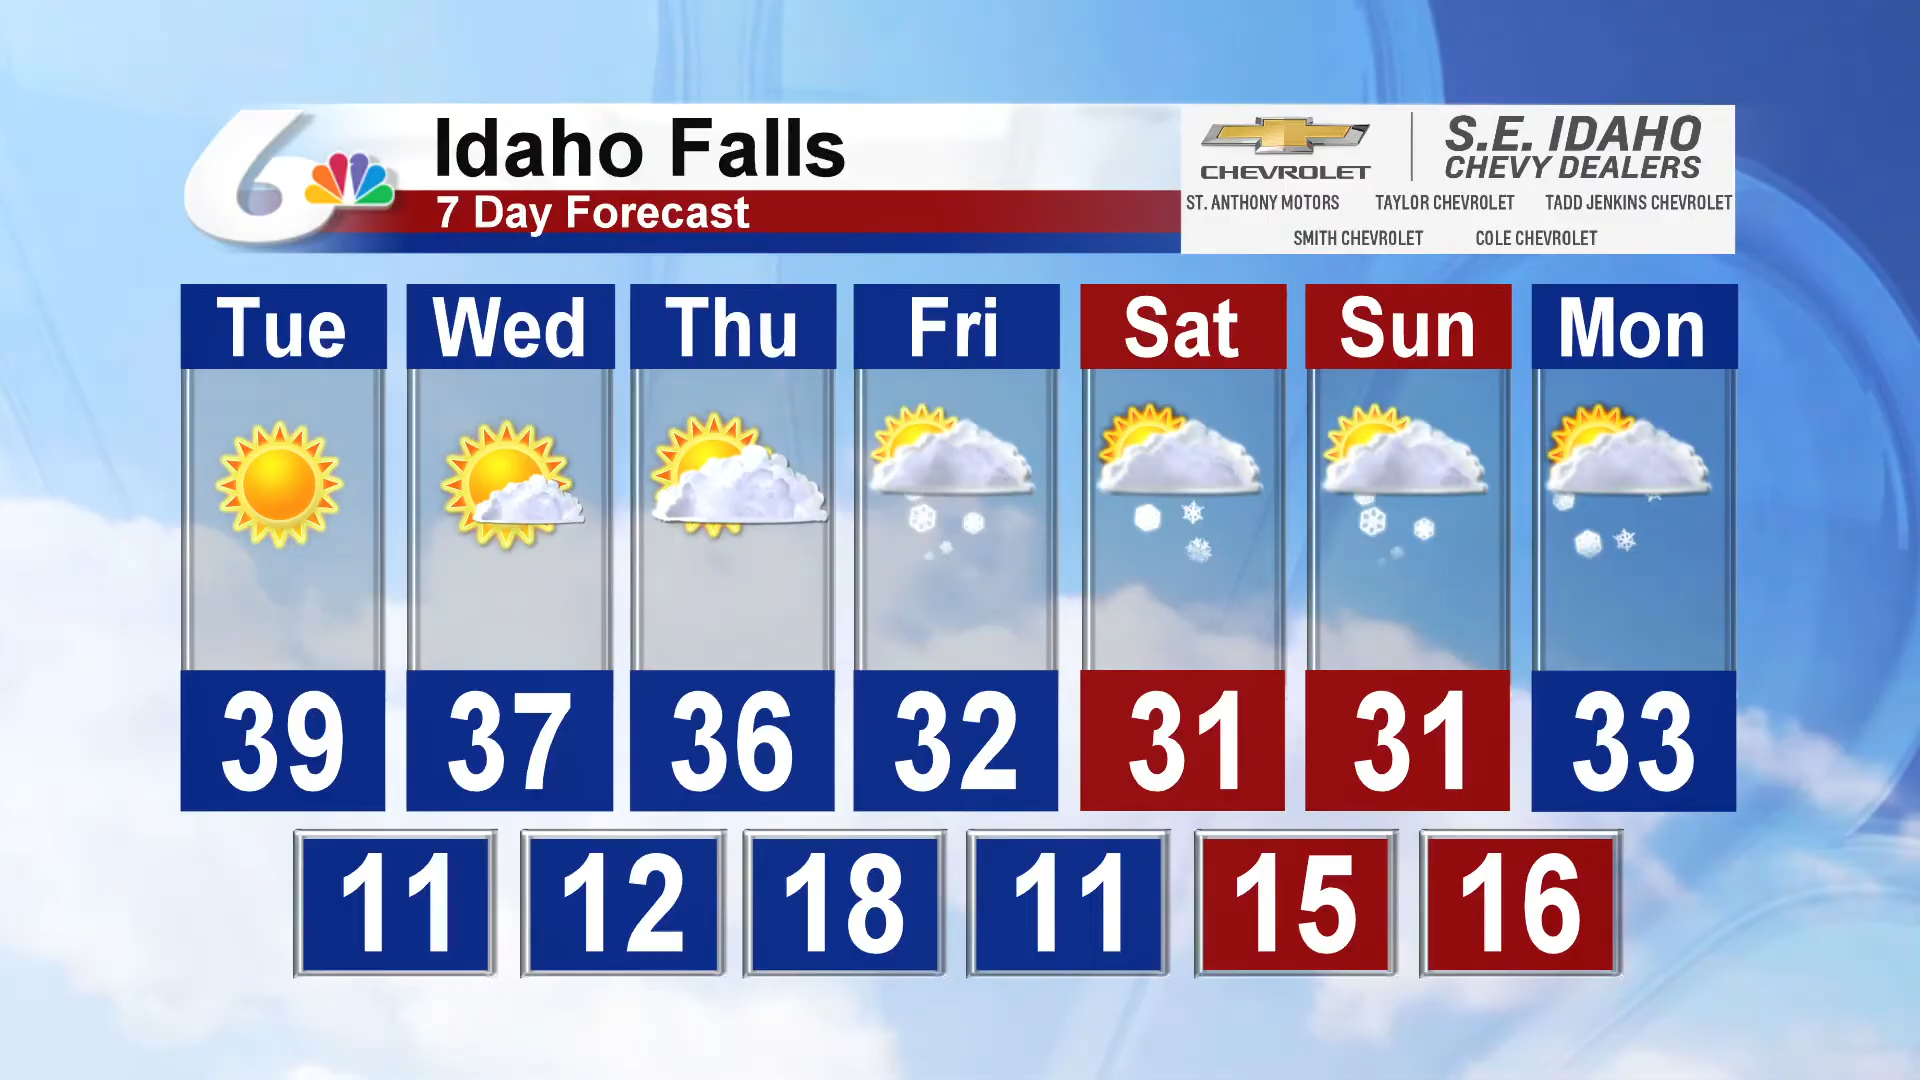 6
Idaho Falls
7 Day Forecast
CHEVROLET
S.E. IDAHO
CHEVY DEALERS
ST. ANTHONY MOTORS TAYLOR CHEVROLET TADD JENKINS CHEVROLET
SMITH CHEVROLET COLE CHEVROLET
Tue Wed Thu Fri Sat Sun Mon
39 37 36 32 31 31 33
11 12 18 11 15 16